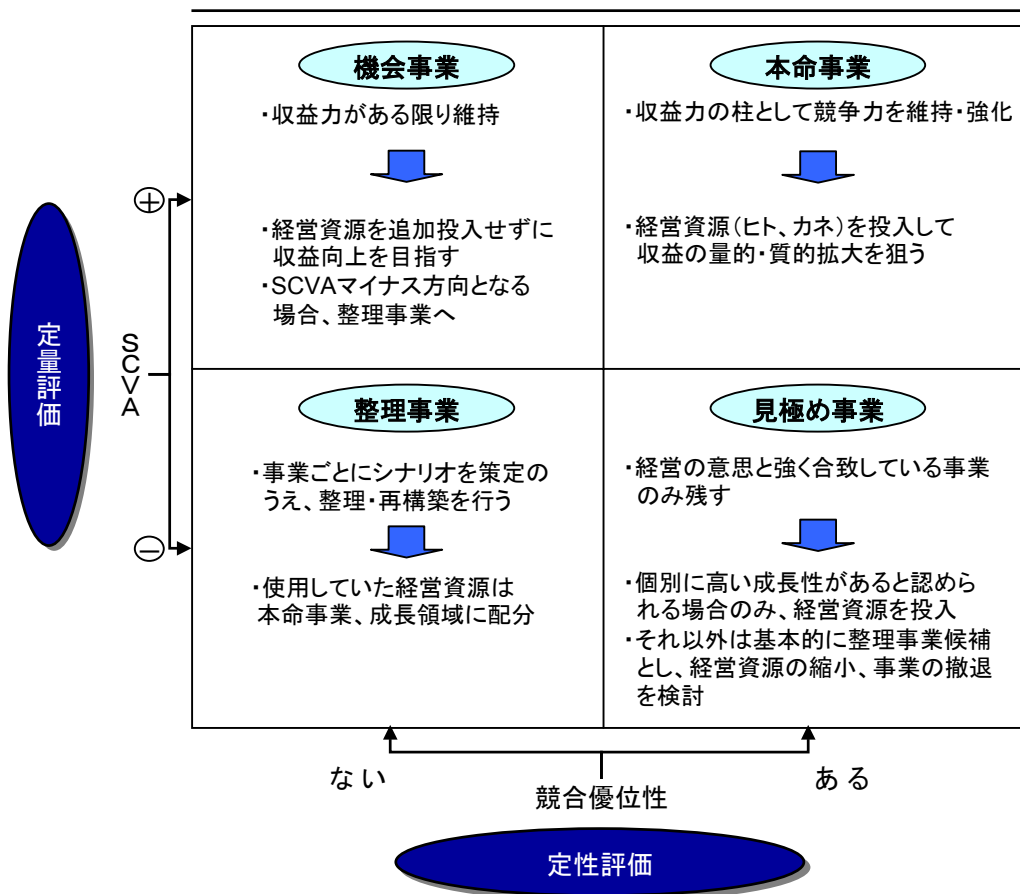 機会事業
・収益力がある限り維持
・経営資源を追加投入せずに
収益向上を目指す
・SCVAマイナス方向となる
場合、整理事業へ
本命事業
・収益力の柱として競争力を維持・強化
・経営資源(ヒト、カネ)を投入して
収益の量的・質的拡大を狙う
+
定量評価
SCVA
−
整理事業
・事業ごとにシナリオを策定の
うえ、整理・再構築を行う
・使用していた経営資源は
本命事業、成長領域に配分
見極め事業
・経営の意思と強く合致している事業
のみ残す
・個別に高い成長性があると認めら
れる場合のみ、経営資源を投入
・それ以外は基本的に整理事業候補
とし、経営資源の縮小、事業の撤退
を検討
ない
ある
競合優位性
定性評価